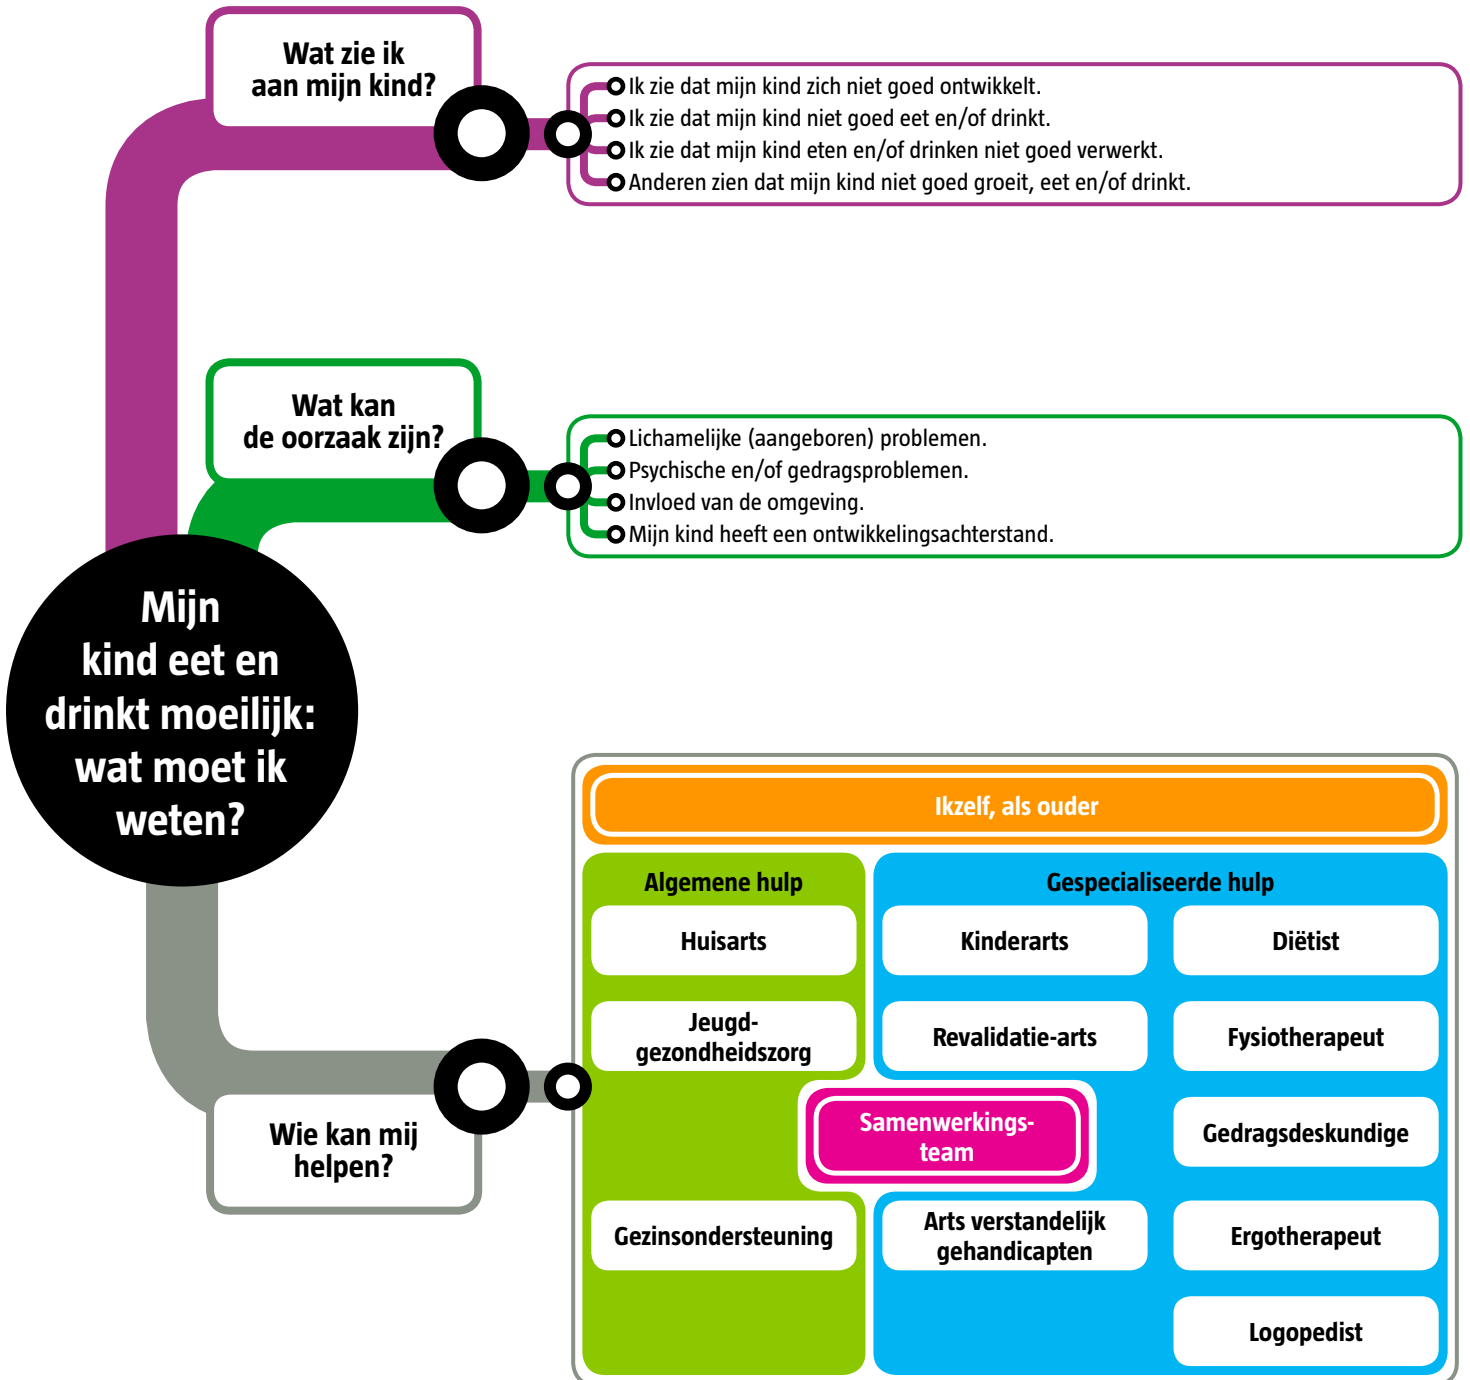 Wat zie ik
aan mijn kind?
Ik zie dat mijn kind zich niet goed ontwikkelt.
Ik zie dat mijn kind niet goed eet en/of drinkt.
Ik zie dat mijn kind eten en/of drinken niet goed verwerkt.
Anderen zien dat mijn kind niet goed groeit, eet en/of drinkt.
Wat kan
de oorzaak zijn?
Lichamelijke (aangeboren) problemen.
Psychische en/of gedragsproblemen.
Invloed van de omgeving.
Mijn kind heeft een ontwikkelingsachterstand.
Mijn
kind eet en
drinkt moeilijk:
wat moet ik
weten?
Wie kan mij
helpen?
Ikzelf, als ouder
Algemene hulp
Huisarts
Jeugd-
gezondheidszorg
Gezinsondersteuning
Samenwerkings-
team
Gespecialiseerde hulp
Kinderarts
Revalidatie-arts
Arts verstandelijk
gehandicapten
Diëtist
Fysiotherapeut
Gedragsdeskundige
Ergotherapeut
Logopedist